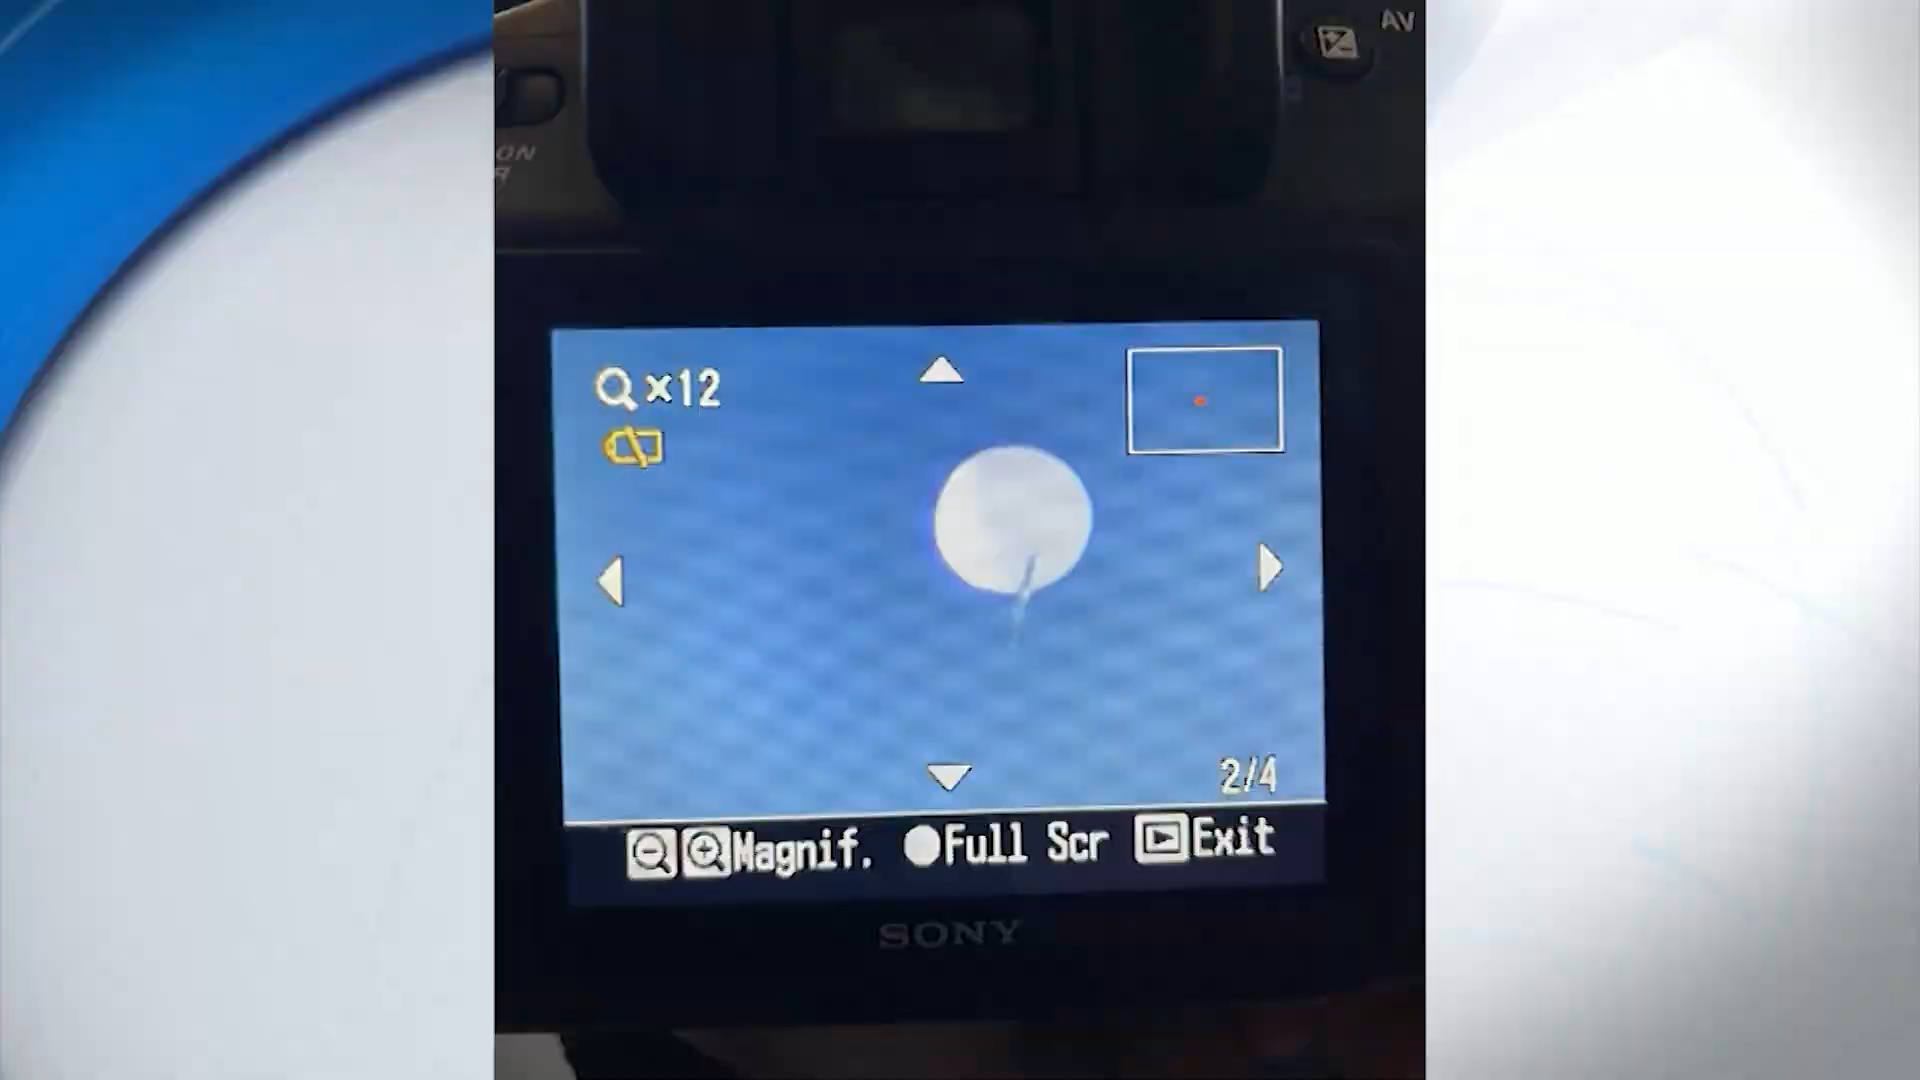 AV
ON
×12
2/4
Magnif. Full Scr Exit
SONY